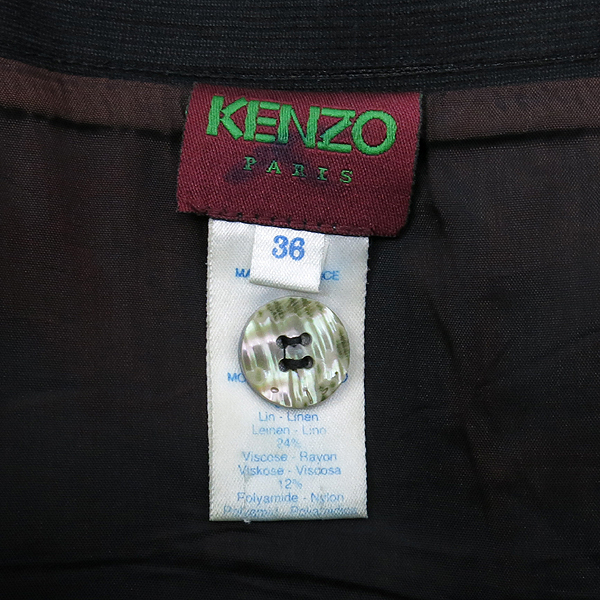 KENZO
PARIS
36
Lin - Linen
Leinen - Lino
24%
Viscose - Rayon
Viskose - Viscosa
12%
Polyamide - Nylon